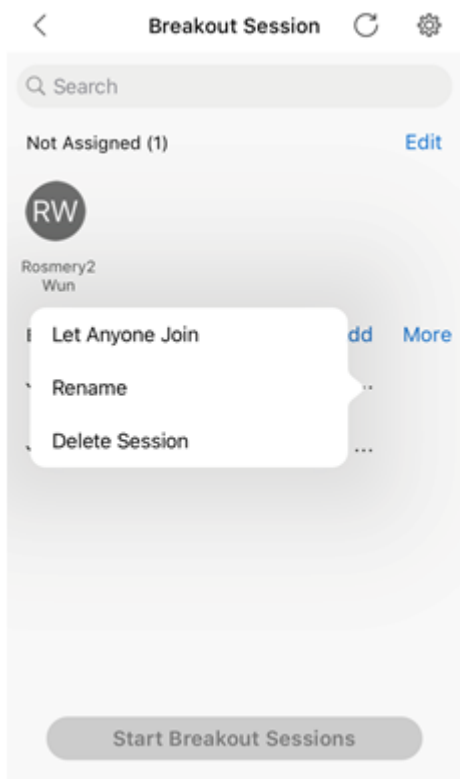 Breakout Session
Search
Not Assigned (1)
Edit
RW
Rosmery2
Wun
Let Anyone Join
More
Rename
...
Delete Session
...
Start Breakout Sessions